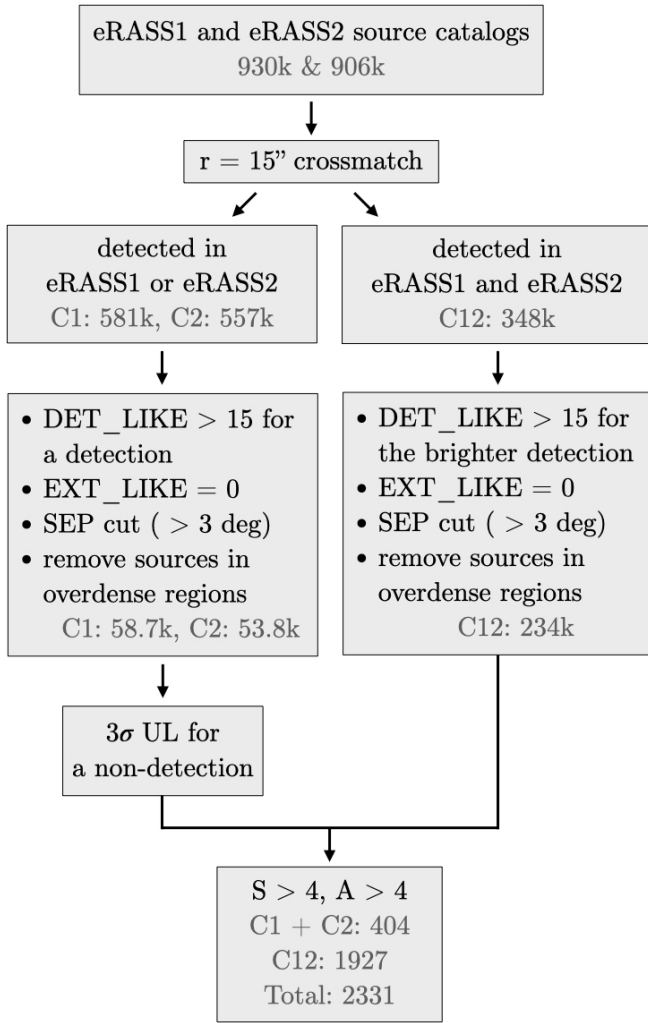 eRASS1 and eRASS2 source catalogs
930k & 906k
r = 15” crossmatch
detected in
eRASS1 or eRASS2
C1: 581k, C2: 557k
detected in
eRASS1 and eRASS2
C12: 348k
• DET_LIKE > 15 for
a detection
• EXT_LIKE = 0
• SEP cut ( > 3 deg)
• remove sources in
overdense regions
C1: 58.7k, C2: 53.8k
• DET_LIKE > 15 for
the brighter detection
• EXT_LIKE = 0
• SEP cut ( > 3 deg)
• remove sources in
overdense regions
C12: 234k
3σ UL for
a non-detection
S > 4, A > 4
C1 + C2: 404
C12: 1927
Total: 2331